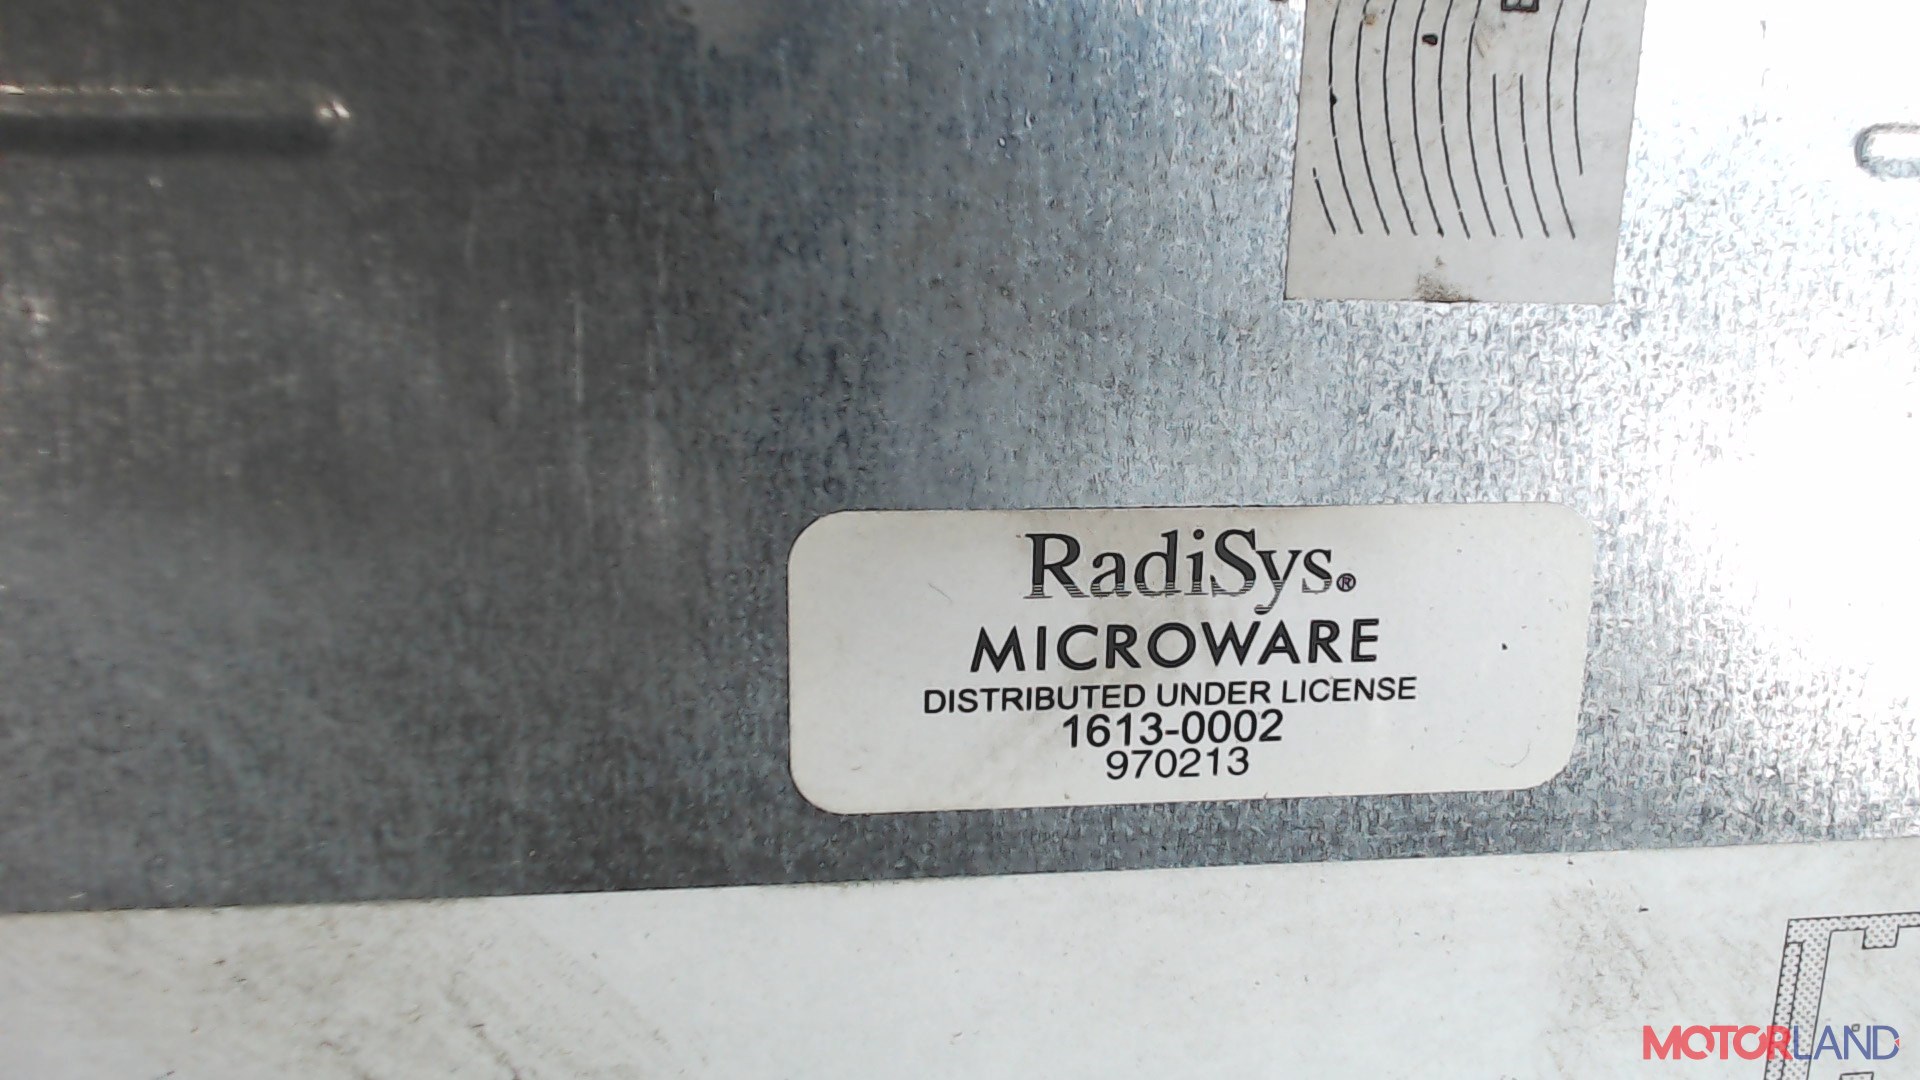 RadiSys®
MICROWARE
DISTRIBUTED UNDER LICENSE
1613-0002
970213
MOTORLAND